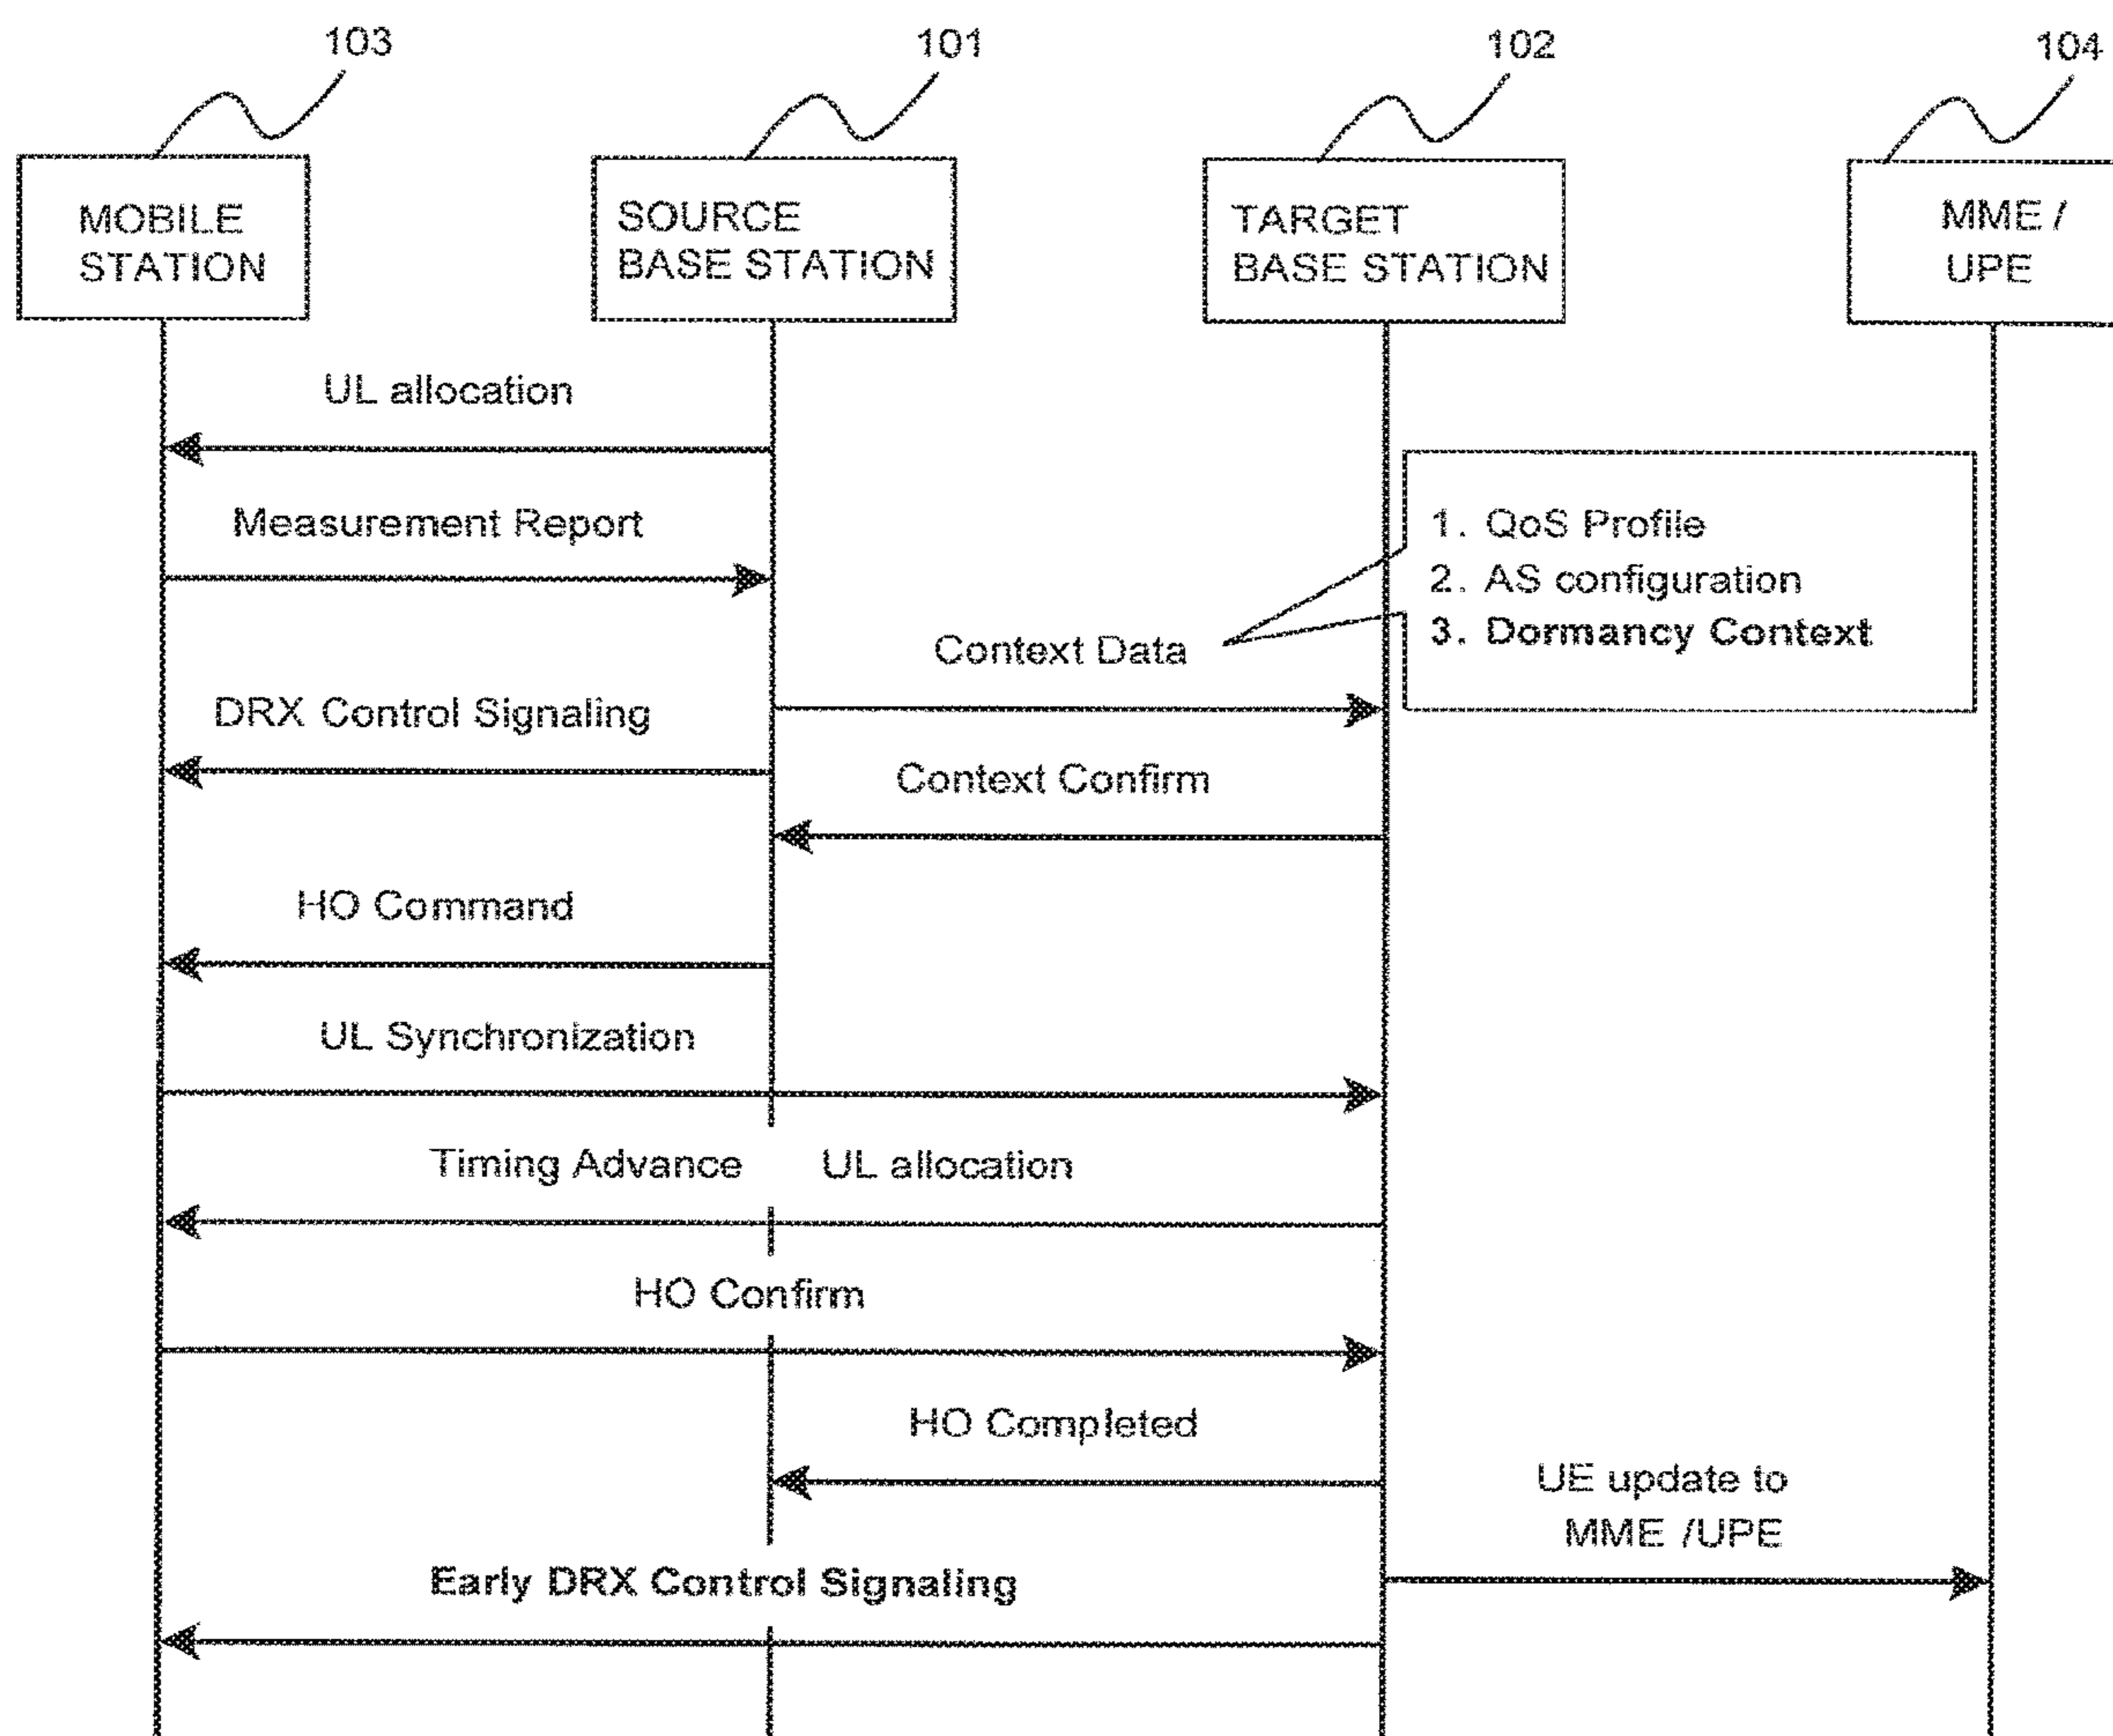 103
101
102
104
MOBILE
STATION
SOURCE
BASE STATION
TARGET
BASE STATION
MME /
UPE
UL allocation
Measurement Report
1. QoS Profile
2. AS configuration
3. Dormancy Context
Context Data
DRX Control Signaling
Context Confirm
HO Command
UL Synchronization
Timing Advance UL allocation
HO Confirm
HO Completed
UE update to
MME /UPE
Early DRX Control Signaling